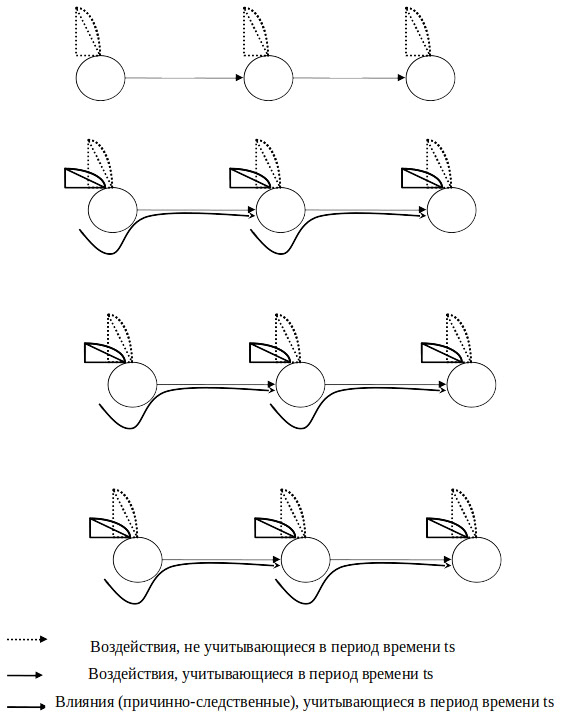 Воздействия, не учитывающиеся в период времени ts
Воздействия, учитывающиеся в период времени ts
Влияния (причинно-следственные), учитывающиеся в период времени ts